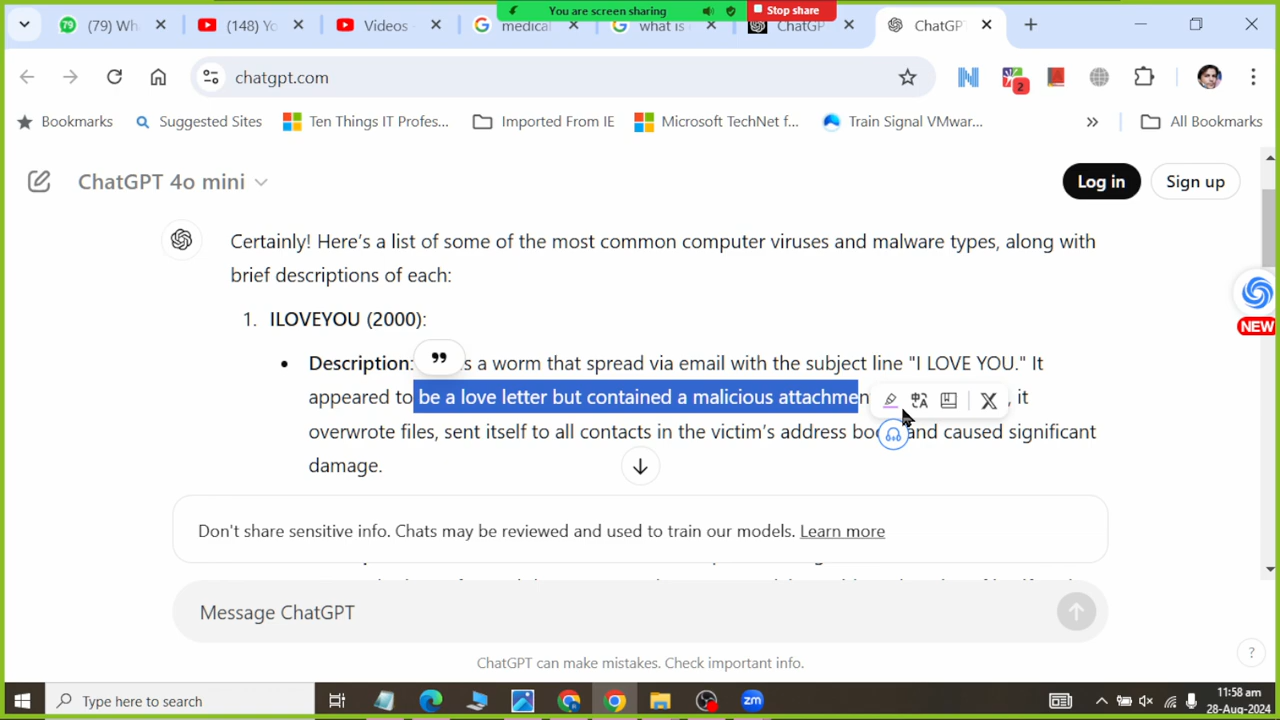 You are screen sharing
Stop share
79
(79) Wh
(148) Yo
Videos
medical
what is
ChatGP
ChatGP
chatgpt.com
2
Bookmarks
Suggested Sites
Ten Things IT Profes...
Imported From IE
Microsoft TechNet f...
Train Signal VMwar...
»
All Bookmarks
ChatGPT 4o mini
Log in
Sign up
Certainly! Here's a list of some of the most common computer viruses and malware types, along with
brief descriptions of each:
1. ILOVEYOU (2000):
Description: s a worm that spread via email with the subject line "I LOVE YOU." It
appeared to be a love letter but contained a malicious attachmen , it
overwrote files, sent itself to all contacts in the victim's address boo and caused significant
damage.
NEW
Don't share sensitive info. Chats may be reviewed and used to train our models. Learn more
Message ChatGPT
ChatGPT can make mistakes. Check important info.
?
Type here to search
zm
11:58 am
28-Aug-2024